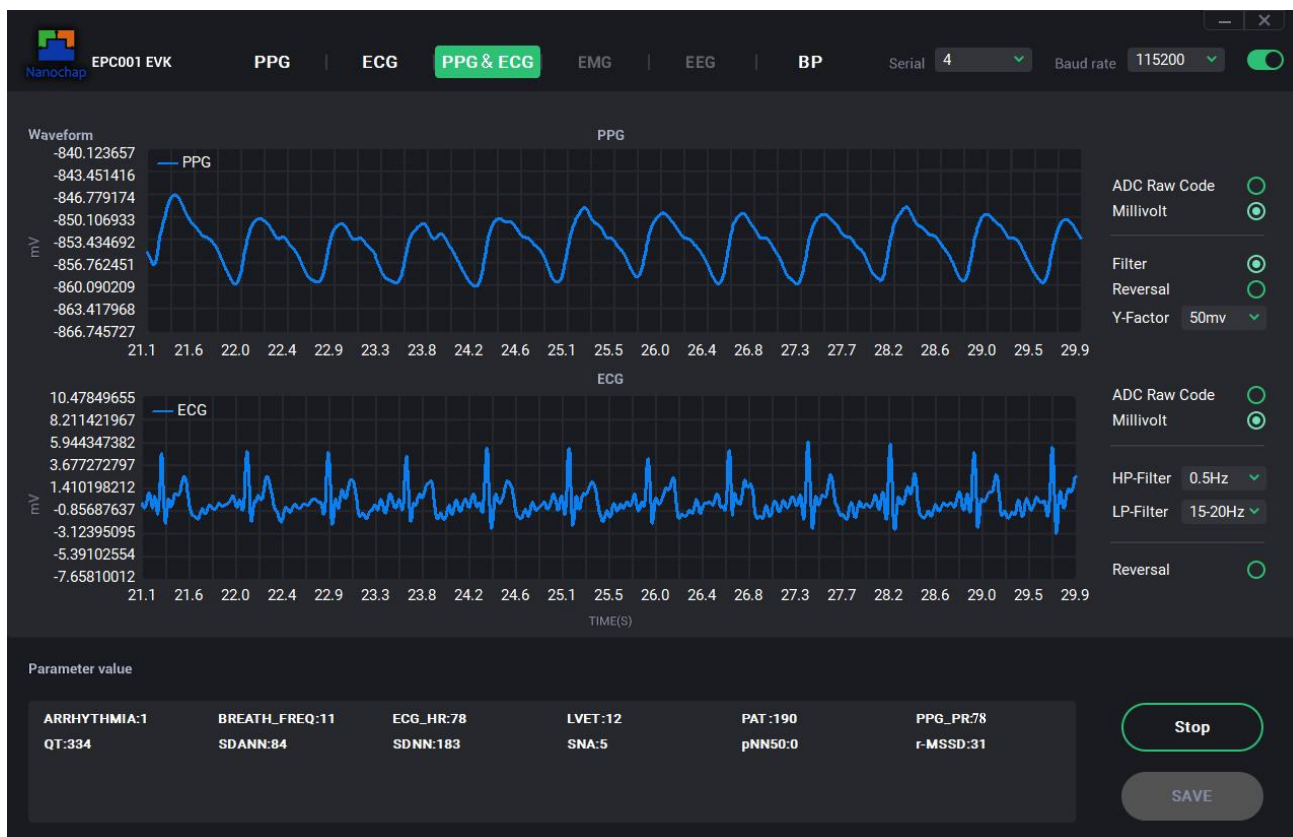 Nanochap
EPC001 EVK
PPG
ECG
PPG & ECG
EMG
EEG
BP
Serial 4
Baud rate 115200
Waveform
PPG
-840.123657
-843.451416
-846.779174
-850.106933
-853.434692
-856.762451
-860.090209
-863.417968
-866.745727
mV
PPG
21.1 21.6 22.0 22.4 22.9 23.3 23.8 24.2 24.6 25.1 25.5 26.0 26.4 26.8 27.3 27.7 28.2 28.6 29.0 29.5 29.9
ADC Raw Code
Millivolt
Filter
Reversal
Y-Factor 50mv
ECG
10.47849655
8.211421967
5.944347382
3.677272797
1.410198212
-0.85687637
-3.12395095
-5.39102554
-7.65810012
mV
ECG
21.1 21.6 22.0 22.4 22.9 23.3 23.8 24.2 24.6 25.1 25.5 26.0 26.4 26.8 27.3 27.7 28.2 28.6 29.0 29.5 29.9
TIME(S)
ADC Raw Code
Millivolt
HP-Filter 0.5Hz
LP-Filter 15-20Hz
Reversal
Parameter value
ARRHYTHMIA:1 BREATH_FREQ:11 ECG_HR:78 LVET:12 PAT:190 PPG_PR:78
QT:334 SDANN:84 SDNN:183 SNA:5 pNN50:0 r-MSSD:31
Stop
SAVE